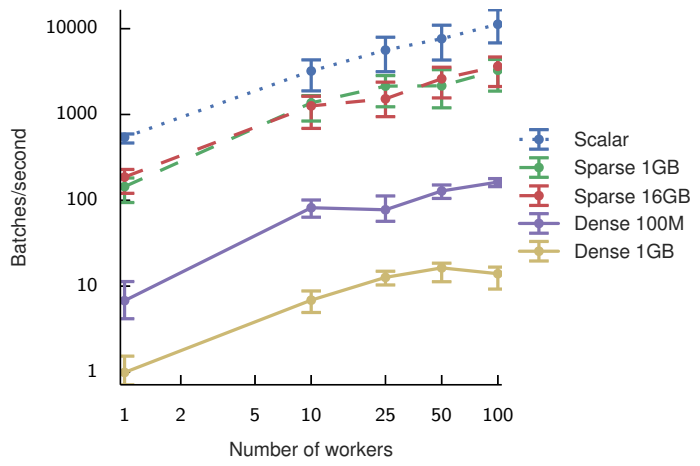 10000
1000
100
10
1
Batches/second
1 2 5 10 25 50 100
Number of workers
Scalar
Sparse 1GB
Sparse 16GB
Dense 100M
Dense 1GB